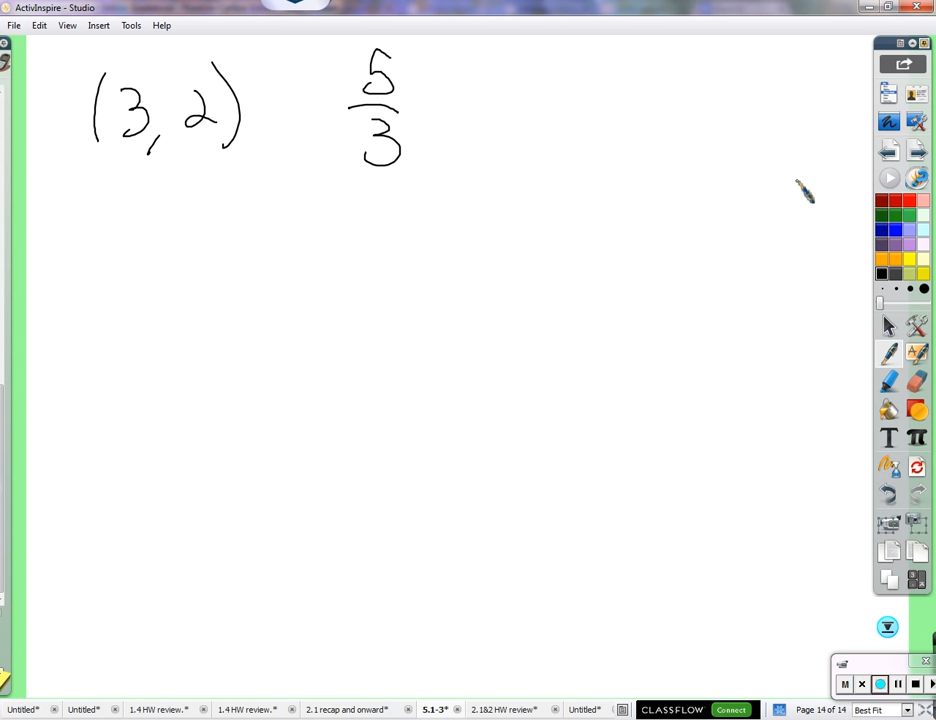 ActivInspire - Studio
File Edit View Insert Tools Help
(3, 2) 5/3
T π
Untitled* Untitled* 1.4 HW review.* 1.4 HW review.* 2.1 recap and onward* 5.1-3* 2.1&2 HW review* Untitled* CLASSFLOW Connect Page 14 of 14 Best Fit
M